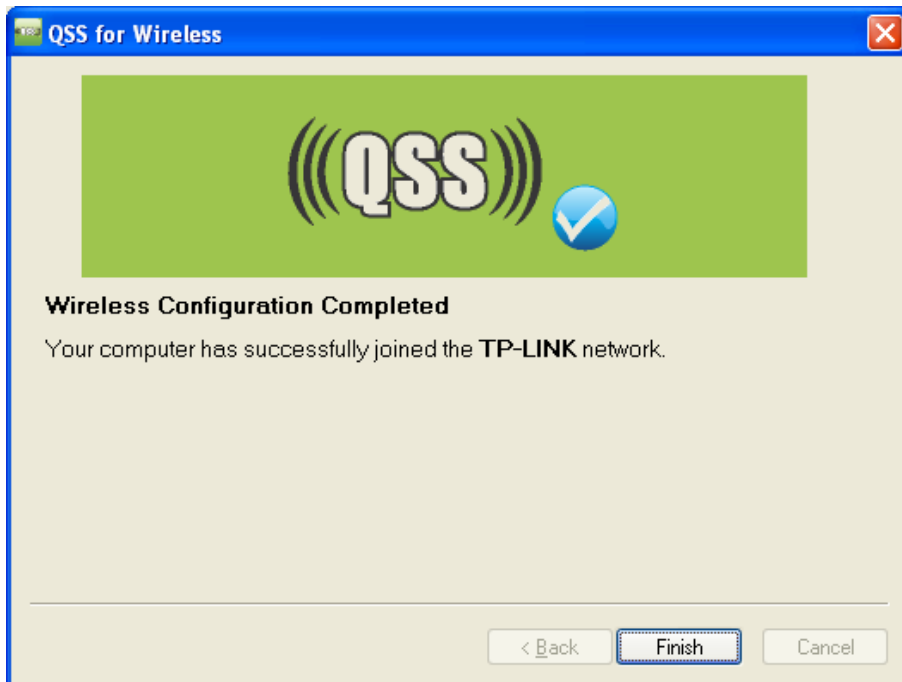 QSS for Wireless
(((QSS)))
Wireless Configuration Completed
Your computer has successfully joined the TP-LINK network.
< Back
Finish
Cancel